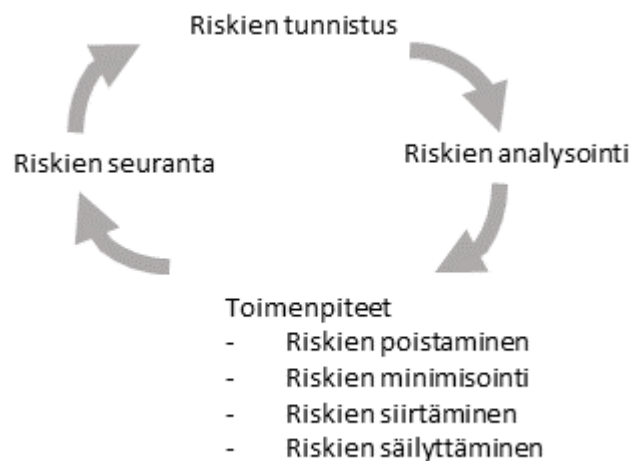 Riskien tunnistus
Riskien analysointi
Riskien seuranta
Toimenpiteet
- Riskien poistaminen
- Riskien minimisointi
- Riskien siirtäminen
- Riskien säilyttäminen